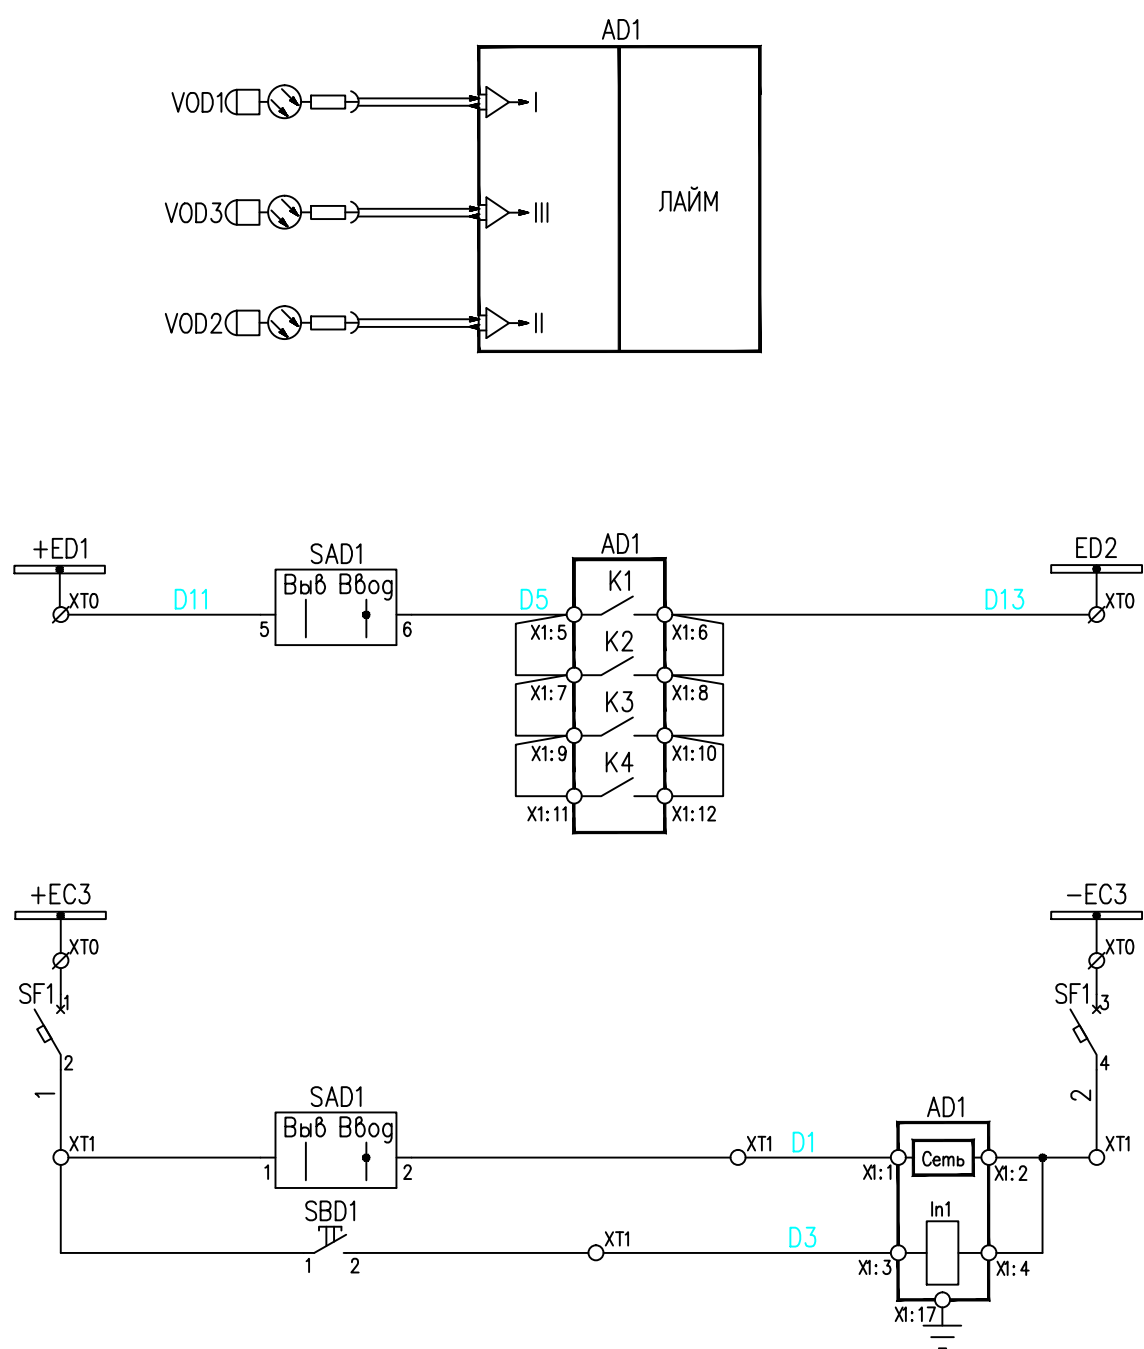 AD1
VOD1
I
VOD3
III
ЛАЙМ
VOD2
II
+ED1
SAD1
AD1
ED2
XT0
D11
Выв Ввод
D5
K1
D13
XT0
5
6
X1:5
X1:6
K2
X1:7
X1:8
K3
X1:9
X1:10
K4
X1:11
X1:12
+EC3
-EC3
XT0
XT0
SF1
1
SF1
3
2
4
1
2
SAD1
AD1
XT1
Выв Ввод
XT1
D1
Сеть
XT1
1
2
X1:1
X1:2
SBD1
In1
XT1
D3
1
2
X1:3
X1:4
X1:17